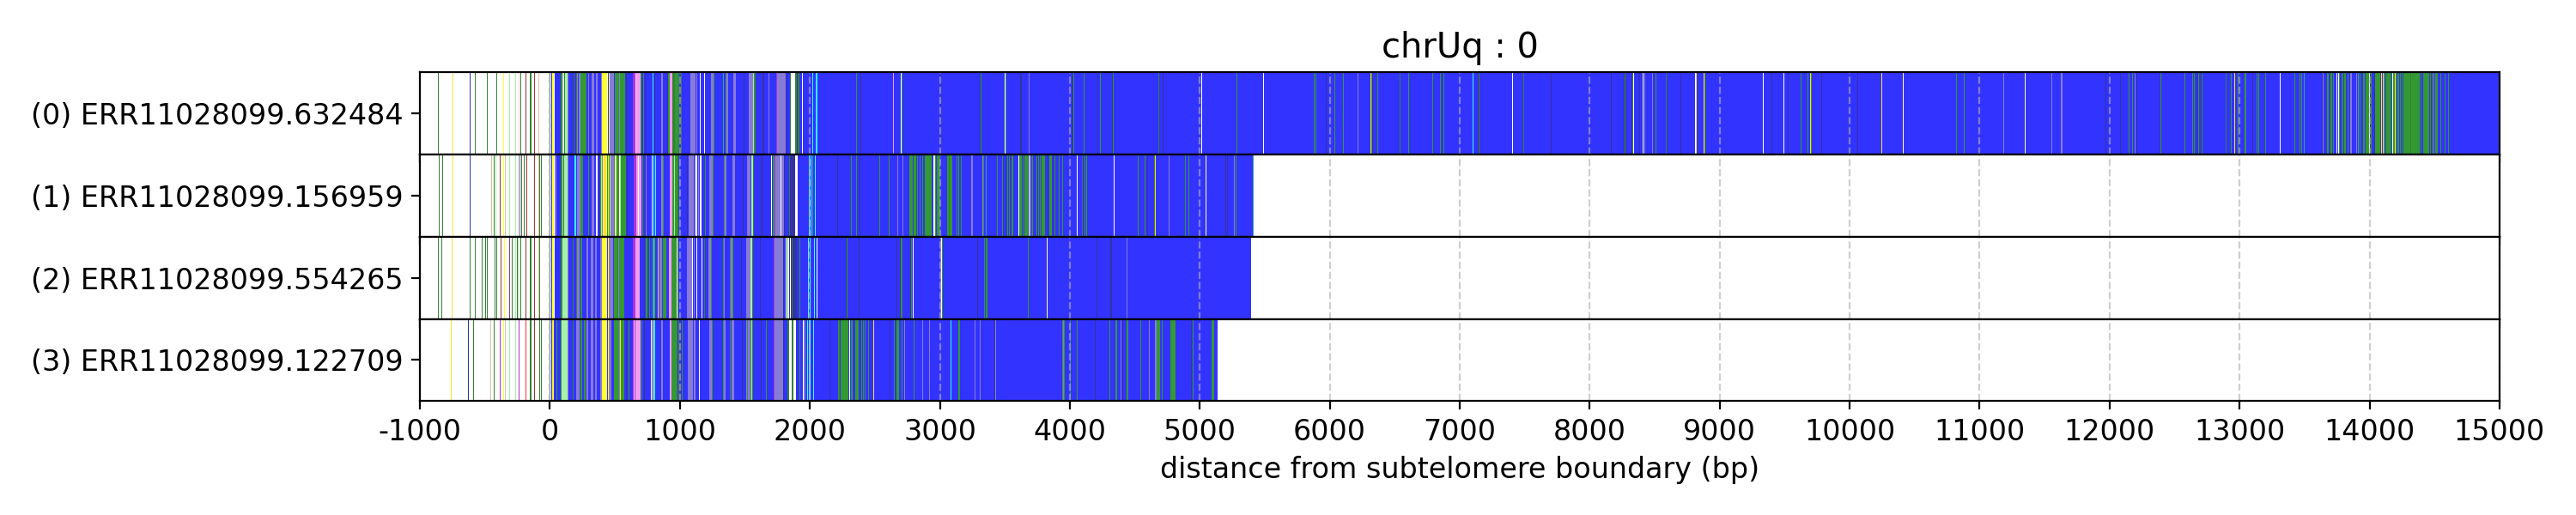 chrUq : 0
(0) ERR11028099.632484
(1) ERR11028099.156959
(2) ERR11028099.554265
(3) ERR11028099.122709
-1000 0 1000 2000 3000 4000 5000 6000 7000 8000 9000 10000 11000 12000 13000 14000 15000
distance from subtelomere boundary (bp)